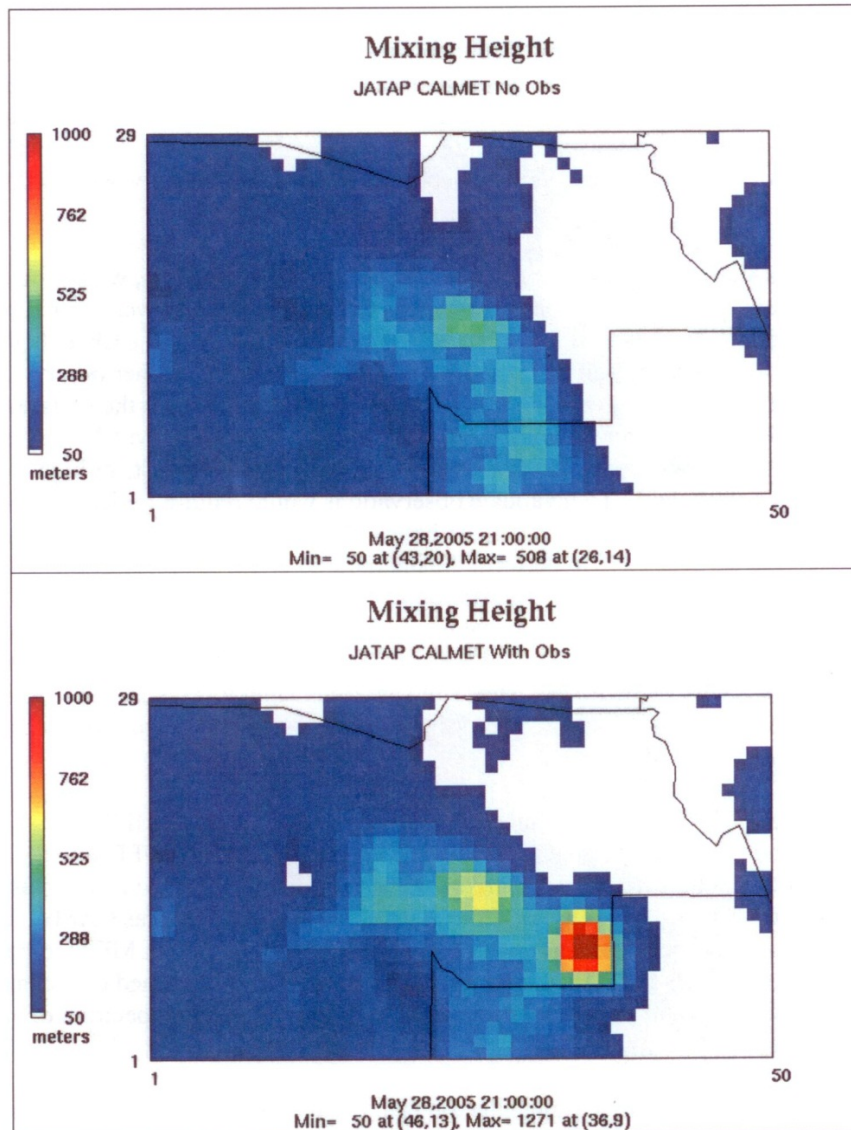 Mixing Height
JATAP CALMET No Obs
1000
762
525
288
50
meters
29
1
1
50
May 28,2005 21:00:00
Min= 50 at (43,20), Max= 508 at (26,14)
Mixing Height
JATAP CALMET With Obs
1000
762
525
288
50
meters
29
1
1
50
May 28,2005 21:00:00
Min= 50 at (46,13), Max= 1271 at (36,9)